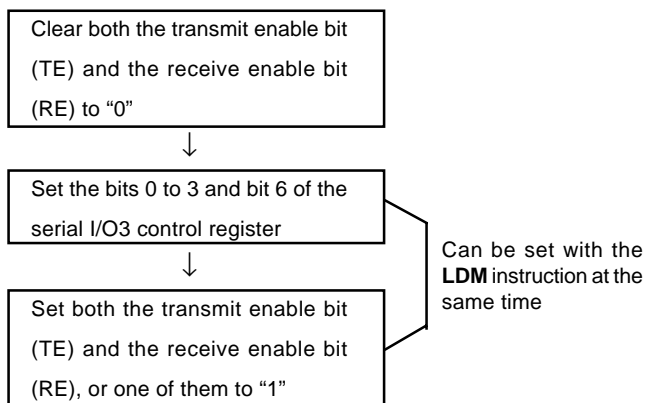 Clear both the transmit enable bit
(TE) and the receive enable bit
(RE) to “0”
↓
Set the bits 0 to 3 and bit 6 of the
serial I/O3 control register
↓
Set both the transmit enable bit
(TE) and the receive enable bit
(RE), or one of them to “1”
Can be set with the
LDM instruction at the
same time